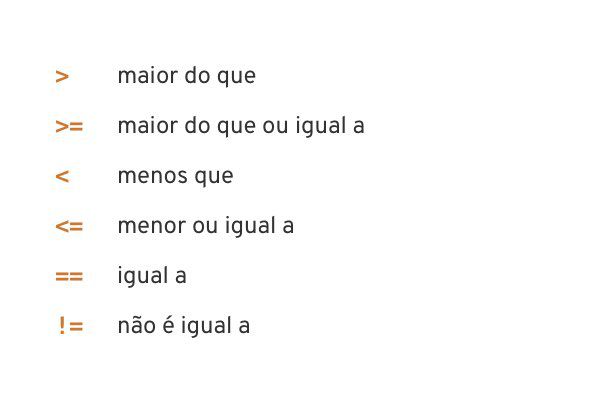 > maior do que
>= maior do que ou igual a
< menos que
<= menor ou igual a
== igual a
!= não é igual a